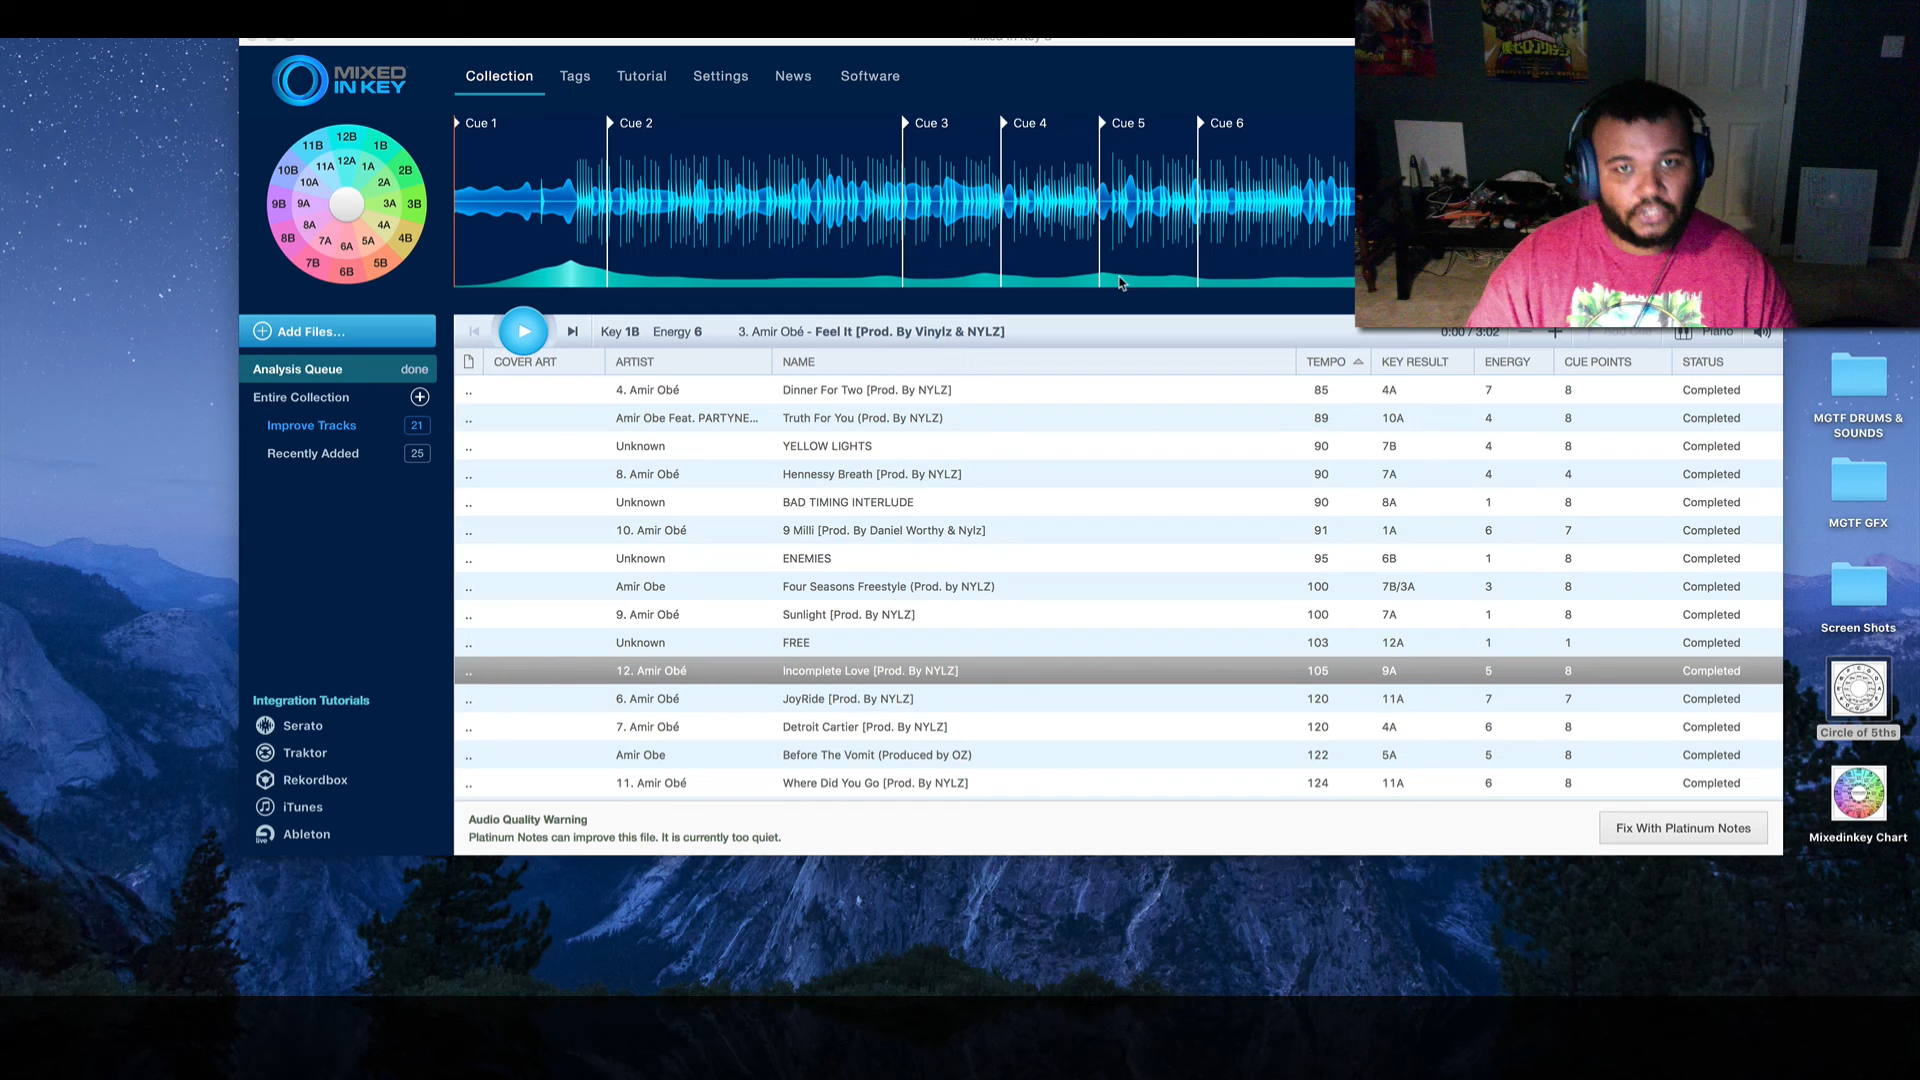 MIXED IN KEY
Collection Tags Tutorial Settings News Software
Cue 1 Cue 2 Cue 3 Cue 4 Cue 5 Cue 6
12B
11B 1B
12A
11A 1A
10B 2B
10A 2A
9B 9A 3A 3B
8A 4A
8B 4B
7A 5A
6A
7B 5B
6B
Add Files...
Key 1B Energy 6 3. Amir Obé - Feel It [Prod. By Vinylz & NYLZ] 0:00 / 3:02 Piano
Analysis Queue done
Entire Collection
Improve Tracks 21
Recently Added 25
COVER ART ARTIST NAME TEMPO KEY RESULT ENERGY CUE POINTS STATUS
.. 4. Amir Obé Dinner For Two [Prod. By NYLZ] 85 4A 7 8 Completed
.. Amir Obe Feat. PARTYNE... Truth For You (Prod. By NYLZ) 89 10A 4 8 Completed
.. Unknown YELLOW LIGHTS 90 7B 4 8 Completed
.. 8. Amir Obé Hennessy Breath [Prod. By NYLZ] 90 7A 4 4 Completed
.. Unknown BAD TIMING INTERLUDE 90 8A 1 8 Completed
.. 10. Amir Obé 9 Milli [Prod. By Daniel Worthy & Nylz] 91 1A 6 7 Completed
.. Unknown ENEMIES 95 6B 1 8 Completed
.. Amir Obe Four Seasons Freestyle (Prod. by NYLZ) 100 7B/3A 3 8 Completed
.. 9. Amir Obé Sunlight [Prod. By NYLZ] 100 7A 1 8 Completed
.. Unknown FREE 103 12A 1 1 Completed
.. 12. Amir Obé Incomplete Love [Prod. By NYLZ] 105 9A 5 8 Completed
.. 6. Amir Obé JoyRide [Prod. By NYLZ] 120 11A 7 7 Completed
.. 7. Amir Obé Detroit Cartier [Prod. By NYLZ] 120 4A 6 8 Completed
.. Amir Obe Before The Vomit (Produced by OZ) 122 5A 5 8 Completed
.. 11. Amir Obé Where Did You Go [Prod. By NYLZ] 124 11A 6 8 Completed
Integration Tutorials
Serato
Traktor
Rekordbox
iTunes
Ableton
Audio Quality Warning
Platinum Notes can improve this file. It is currently too quiet.
Fix With Platinum Notes
MGTF DRUMS &
SOUNDS
MGTF GFX
Screen Shots
Circle of 5ths
Mixedinkey Chart